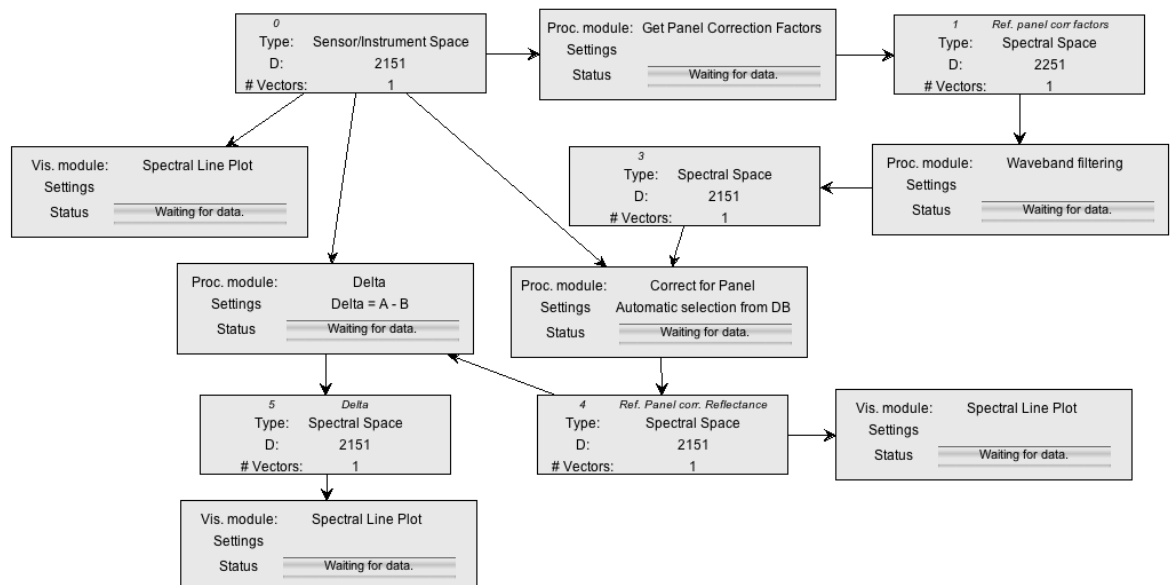 0
Type: Sensor/Instrument Space
D: 2151
# Vectors: 1
Proc. module: Get Panel Correction Factors
Settings
Status Waiting for data.
1 Ref. panel corr factors
Type: Spectral Space
D: 2251
# Vectors: 1
Vis. module: Spectral Line Plot
Settings
Status Waiting for data.
3
Type: Spectral Space
D: 2151
# Vectors: 1
Proc. module: Waveband filtering
Settings
Status Waiting for data.
Proc. module: Delta
Settings Delta = A - B
Status Waiting for data.
Proc. module: Correct for Panel
Settings Automatic selection from DB
Status Waiting for data.
5 Delta
Type: Spectral Space
D: 2151
# Vectors: 1
4 Ref. Panel corr. Reflectance
Type: Spectral Space
D: 2151
# Vectors: 1
Vis. module: Spectral Line Plot
Settings
Status Waiting for data.
Vis. module: Spectral Line Plot
Settings
Status Waiting for data.